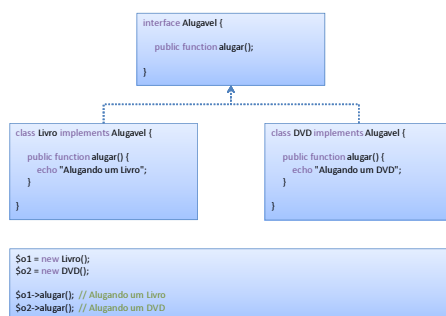 interface Alugavel {
public function alugar();
}
class Livro implements Alugavel {
public function alugar() {
echo "Alugando um Livro";
}
}
class DVD implements Alugavel {
public function alugar() {
echo "Alugando um DVD";
}
}
$o1 = new Livro();
$o2 = new DVD();
$o1->alugar(); // Alugando um Livro
$o2->alugar(); // Alugando um DVD